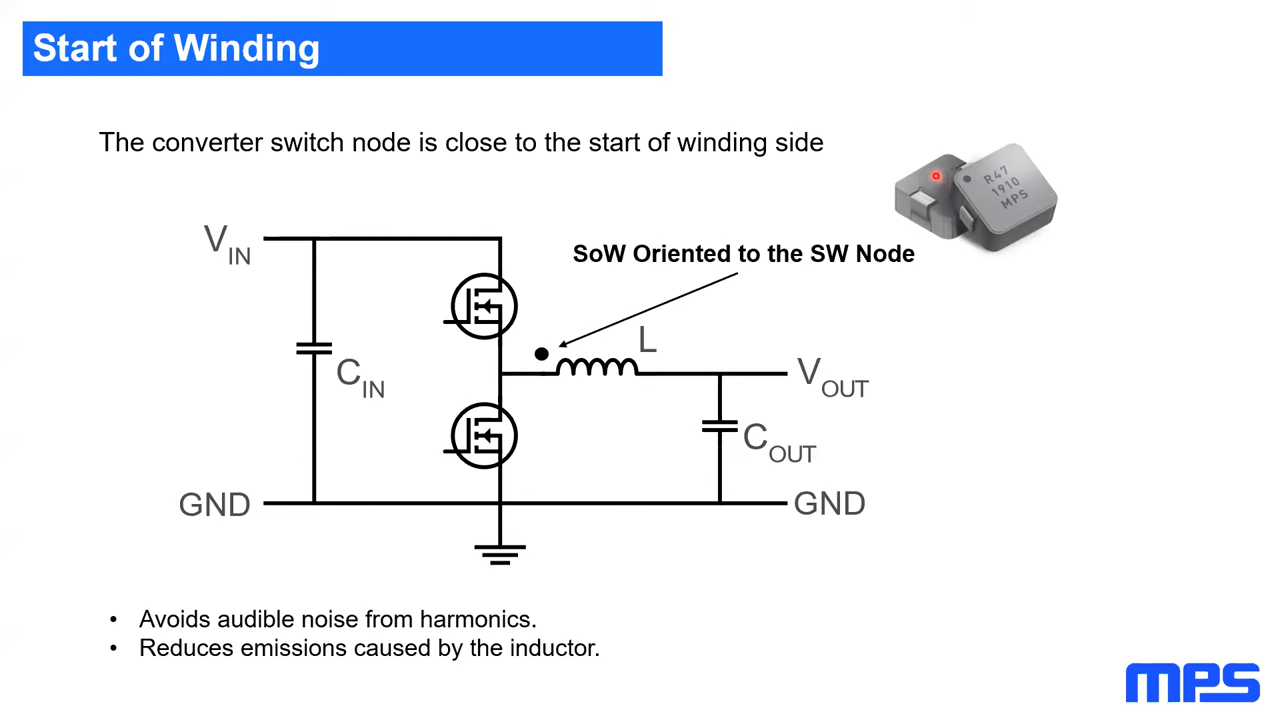 Start of Winding
The converter switch node is close to the start of winding side
R47
1910
MPS
VIN
SoW Oriented to the SW Node
L
CIN
VOUT
COUT
GND
GND
• Avoids audible noise from harmonics.
• Reduces emissions caused by the inductor.
mps